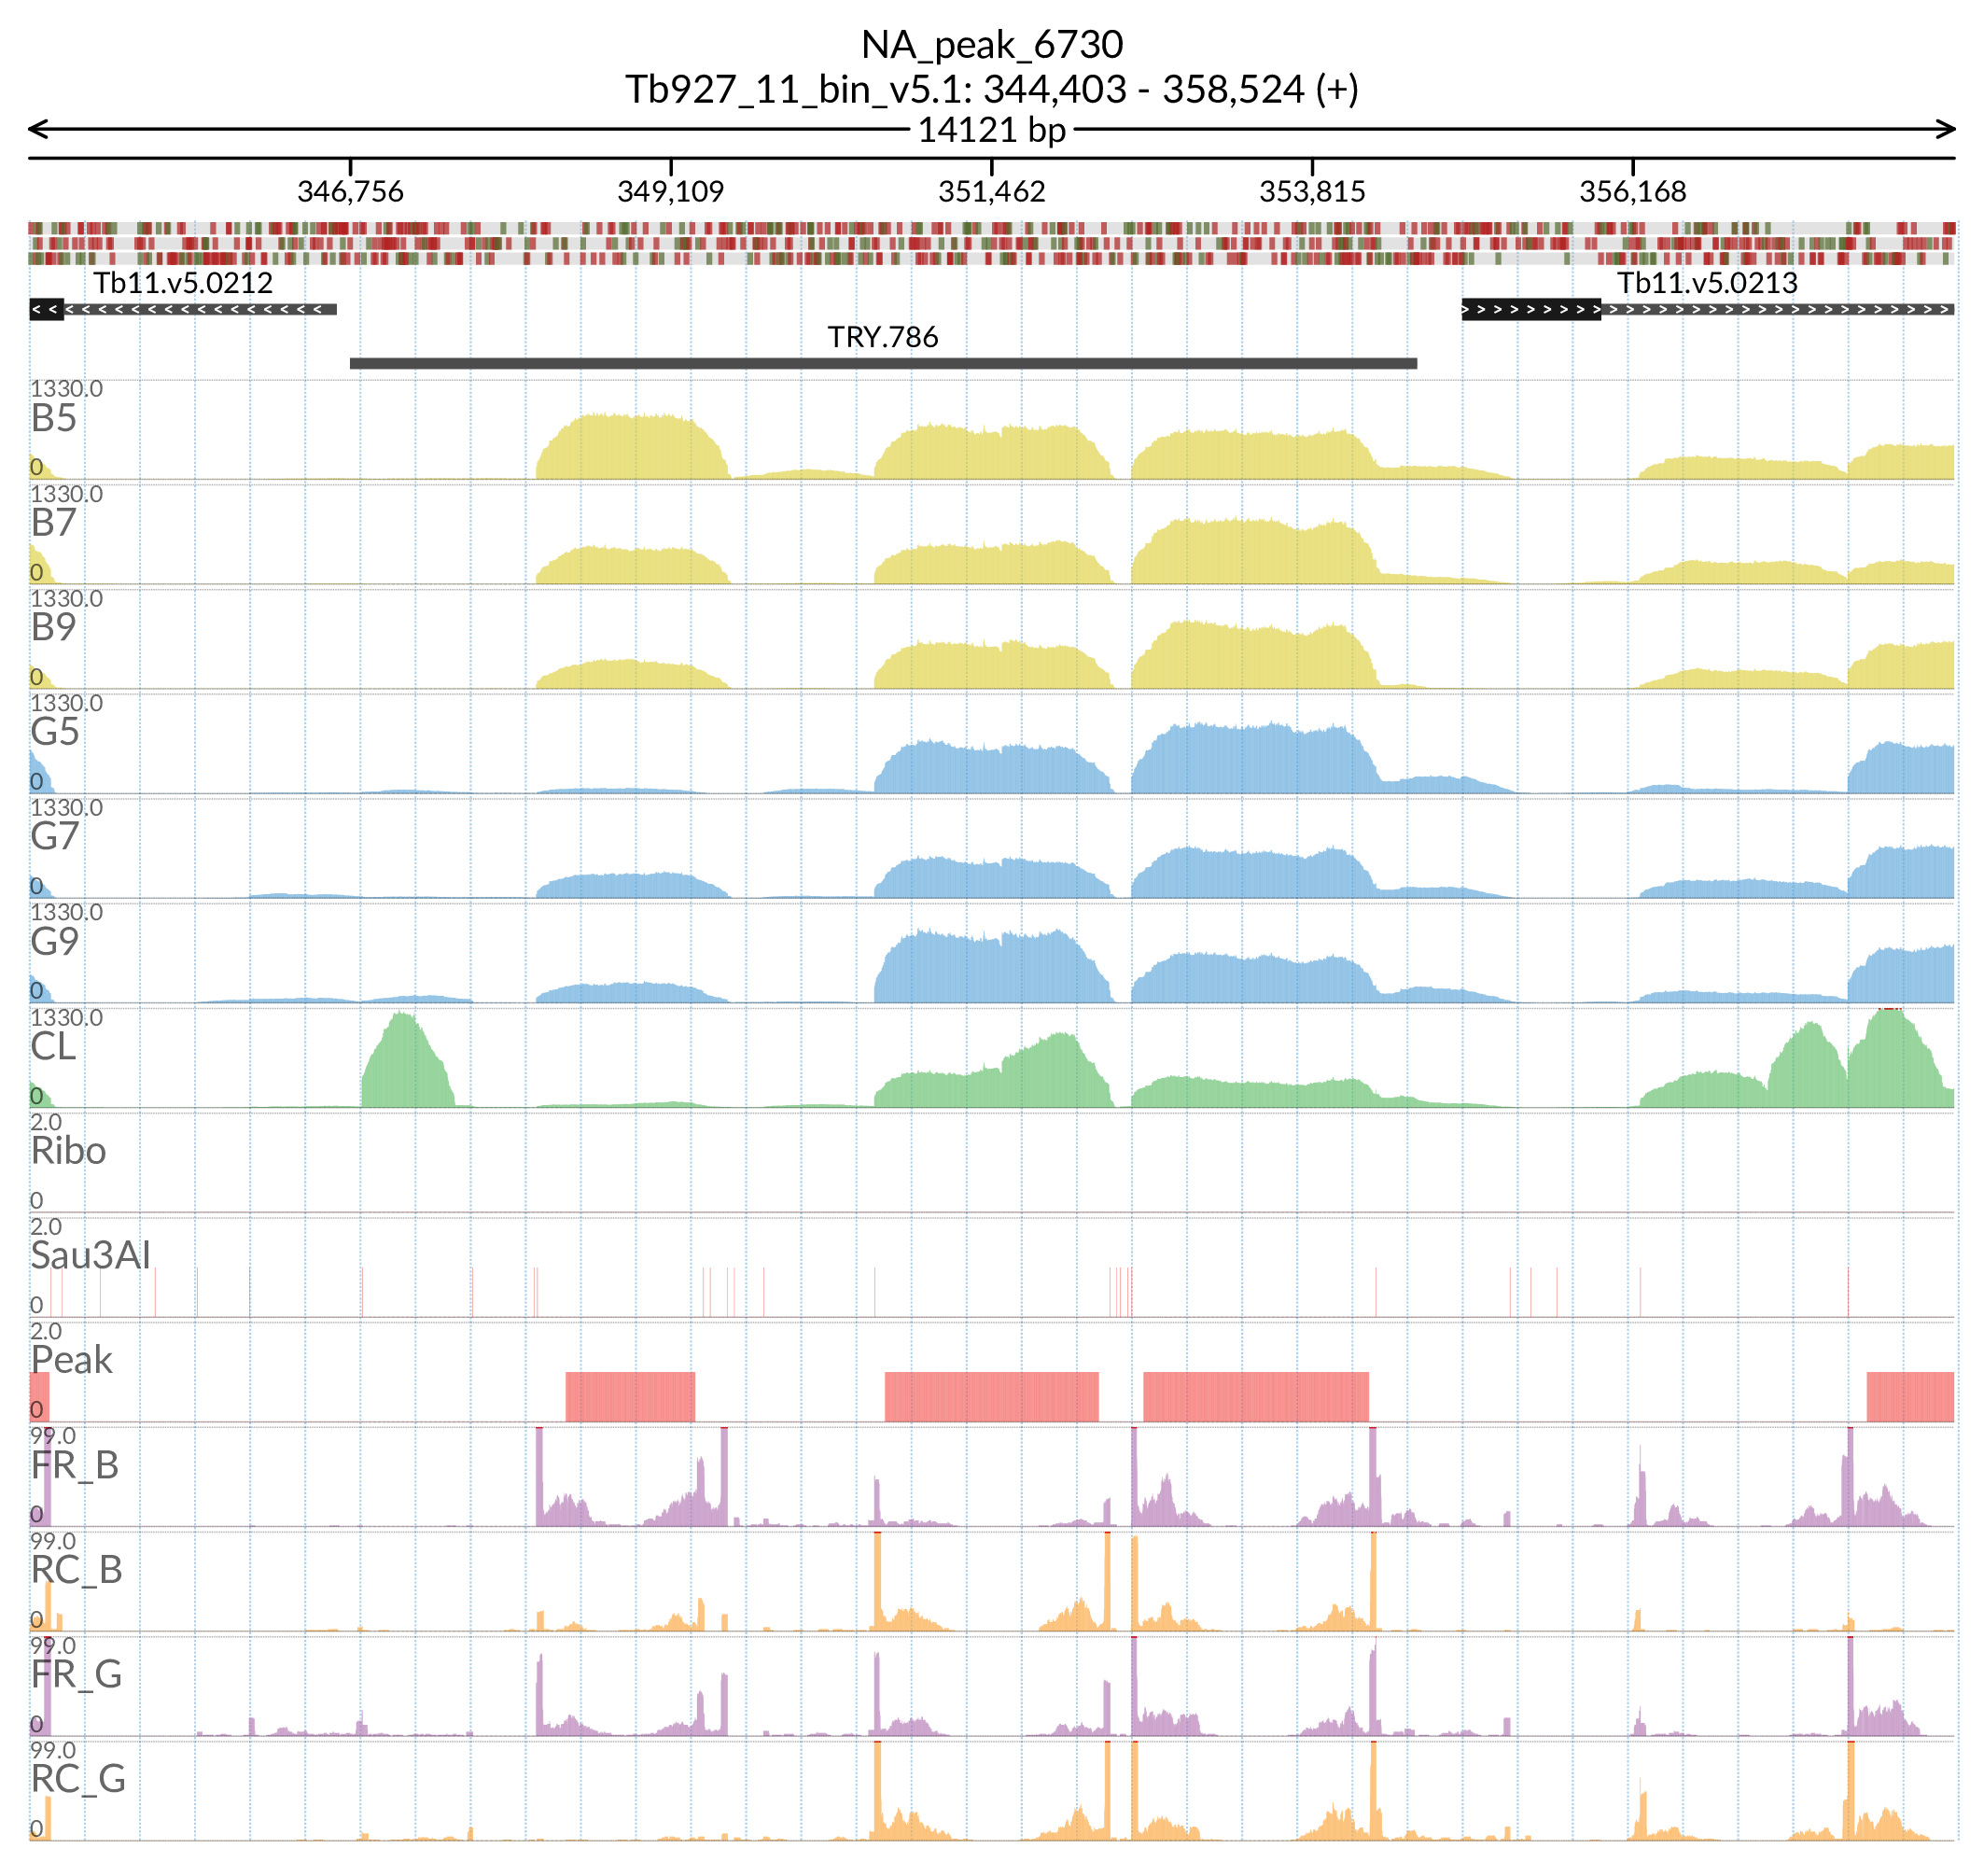 NA_peak_6730
Tb927_11_bin_v5.1: 344,403 - 358,524 (+)
14121 bp
346,756 349,109 351,462 353,815 356,168
Tb11.v5.0212 Tb11.v5.0213
TRY.786
1330.0
B5
0
1330.0
B7
0
1330.0
B9
0
1330.0
G5
0
1330.0
G7
0
1330.0
G9
0
1330.0
CL
0
2.0
Ribo
0
2.0
Sau3AI
0
2.0
Peak
0
99.0
FR_B
0
99.0
RC_B
0
99.0
FR_G
0
99.0
RC_G
0